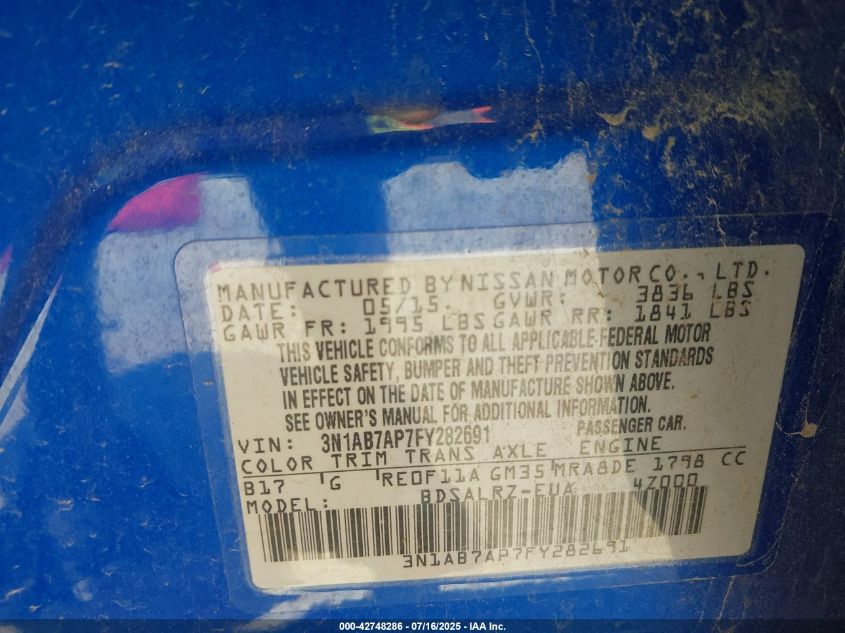 MANUFACTURED BY NISSAN MOTOR CO., LTD.
DATE: 05/15. GVWR: 3836 LBS
GAWR FR: 1995 LBS GAWR RR: 1841 LBS
THIS VEHICLE CONFORMS TO ALL APPLICABLE FEDERAL MOTOR
VEHICLE SAFETY, BUMPER AND THEFT PREVENTION STANDARDS
IN EFFECT ON THE DATE OF MANUFACTURE SHOWN ABOVE.
SEE OWNER'S MANUAL FOR ADDITIONAL INFORMATION.
VIN: 3N1AB7AP7FY282691 PASSENGER CAR.
COLOR TRIM TRANS AXLE ENGINE
B17 G RE0F11A GM35 MRA8DE 1798 CC
MODEL: BDSALRZ-EUA 4Z000
3N1AB7AP7FY282691
000-42748286 - 07/16/2025 - IAA Inc.